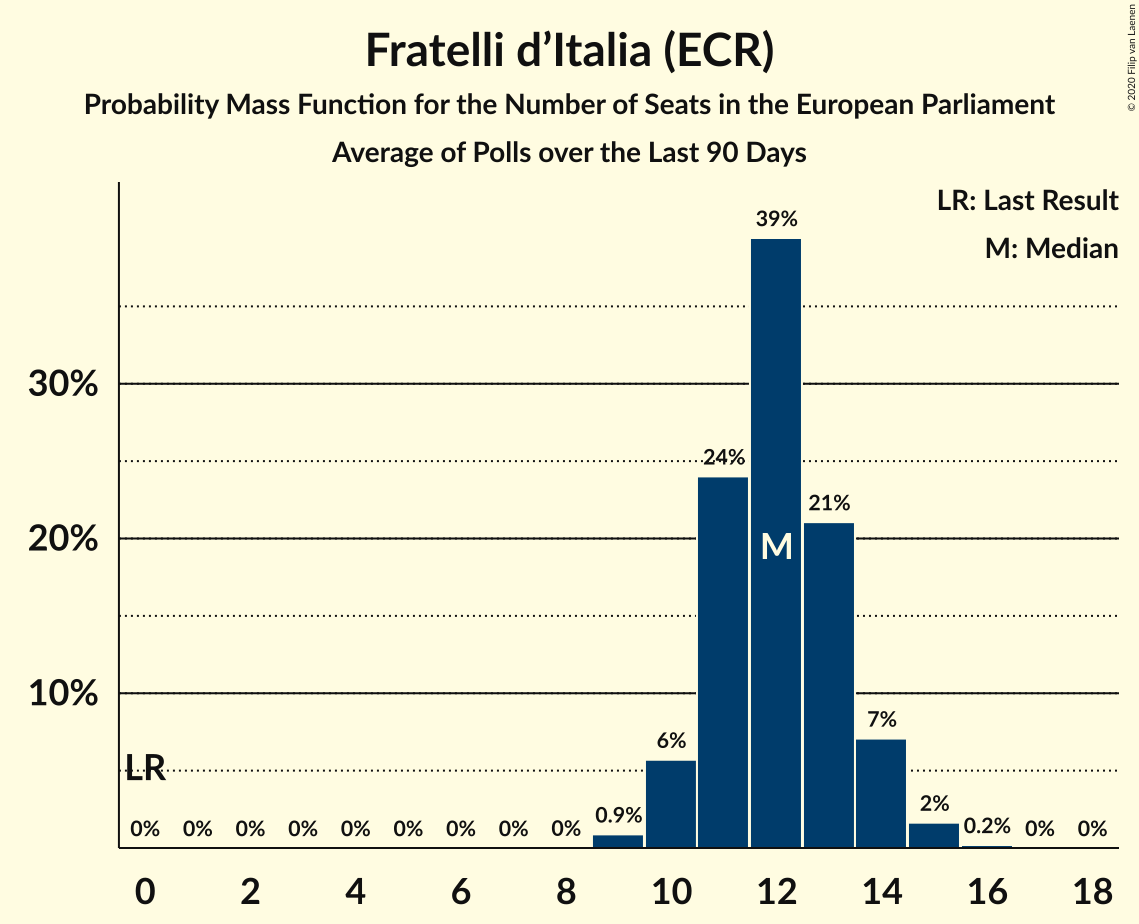 Fratelli d’Italia (ECR)
Probability Mass Function for the Number of Seats in the European Parliament
Average of Polls over the Last 90 Days
© 2020 Filip van Laenen
LR: Last Result
M: Median
39%
30%
24%
21%
20%
M
10%
7%
6%
LR
2%
0.9%
0.2%
0% 0% 0% 0% 0% 0% 0% 0% 0% 0% 0%
0 2 4 6 8 10 12 14 16 18